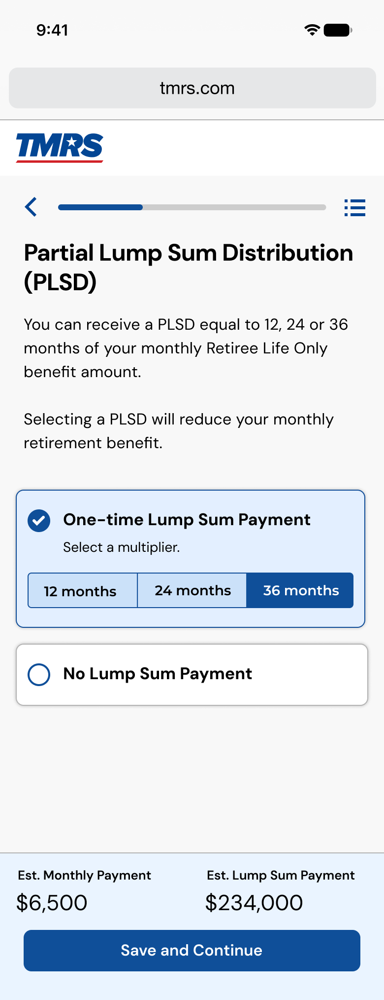 9:41
tmrs.com
TMRS
Partial Lump Sum Distribution
(PLSD)
You can receive a PLSD equal to 12, 24 or 36
months of your monthly Retiree Life Only
benefit amount.
Selecting a PLSD will reduce your monthly
retirement benefit.
One-time Lump Sum Payment
Select a multiplier.
12 months 24 months 36 months
No Lump Sum Payment
Est. Monthly Payment Est. Lump Sum Payment
$6,500 $234,000
Save and Continue